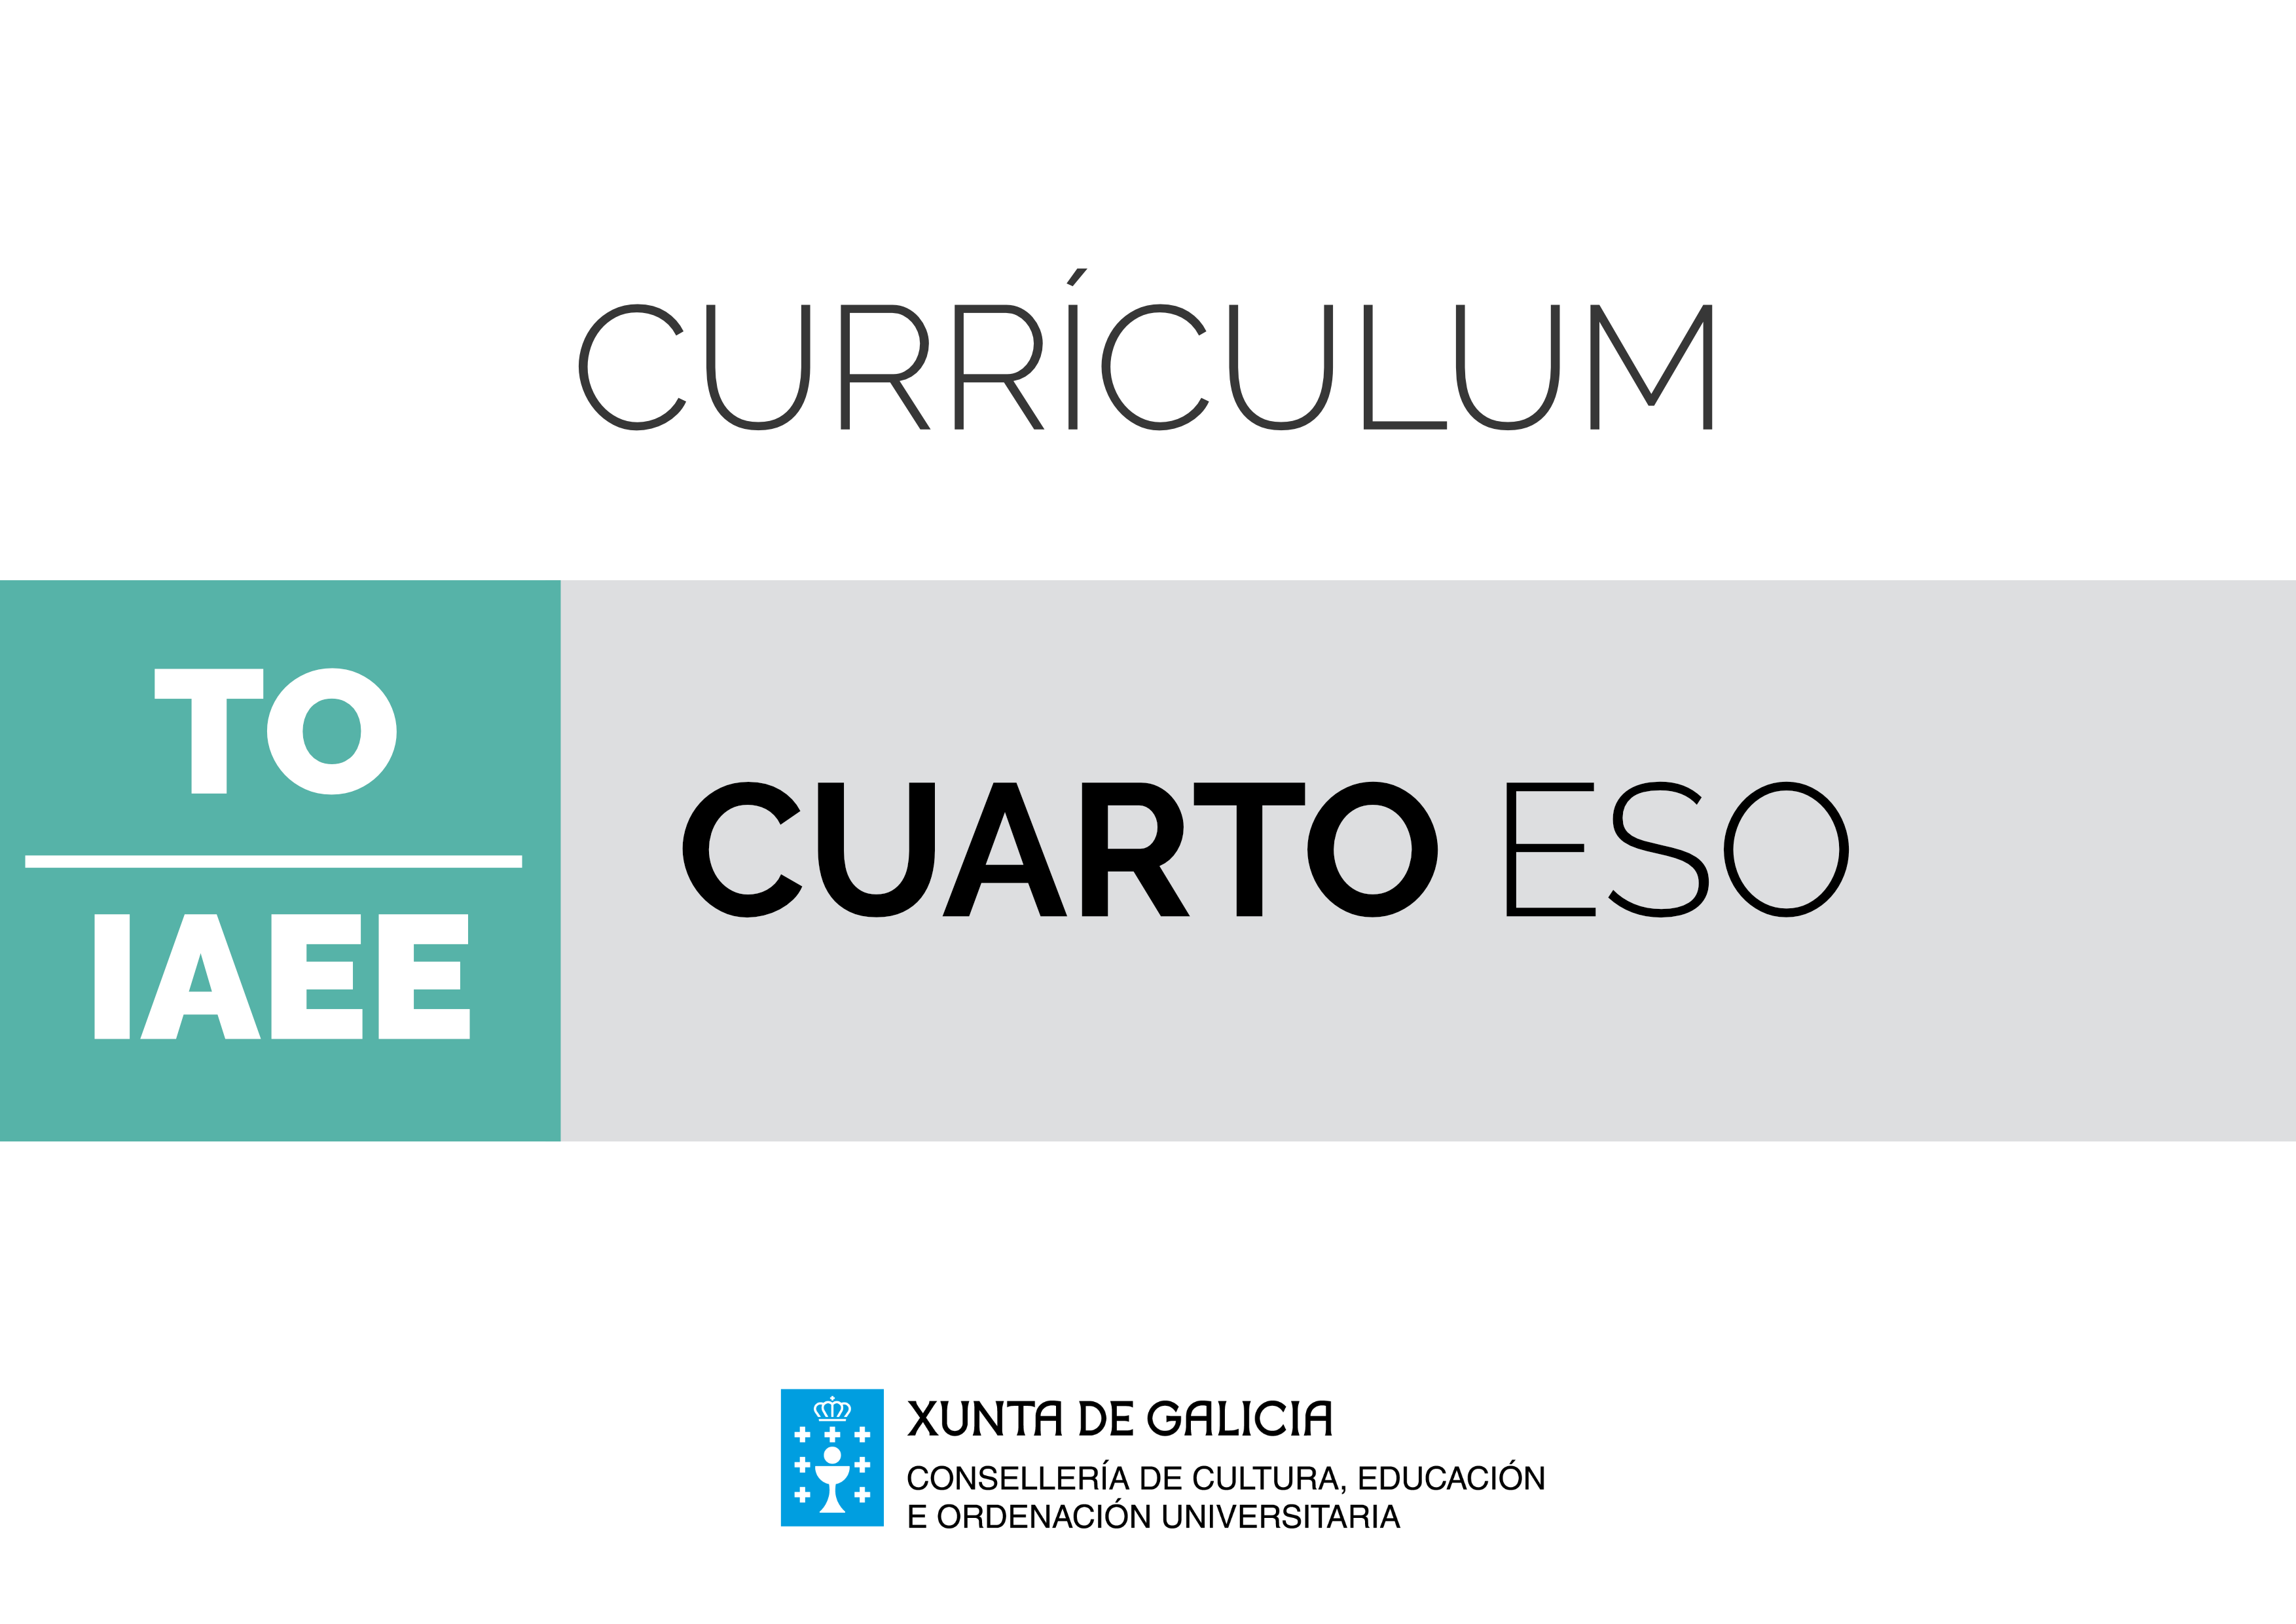 CURRÍCULUM
TO
IAEE
CUARTO ESO
XUNTA DE GALICIA
CONSELLERÍA DE CULTURA, EDUCACIÓN
E ORDENACIÓN UNIVERSITARIA